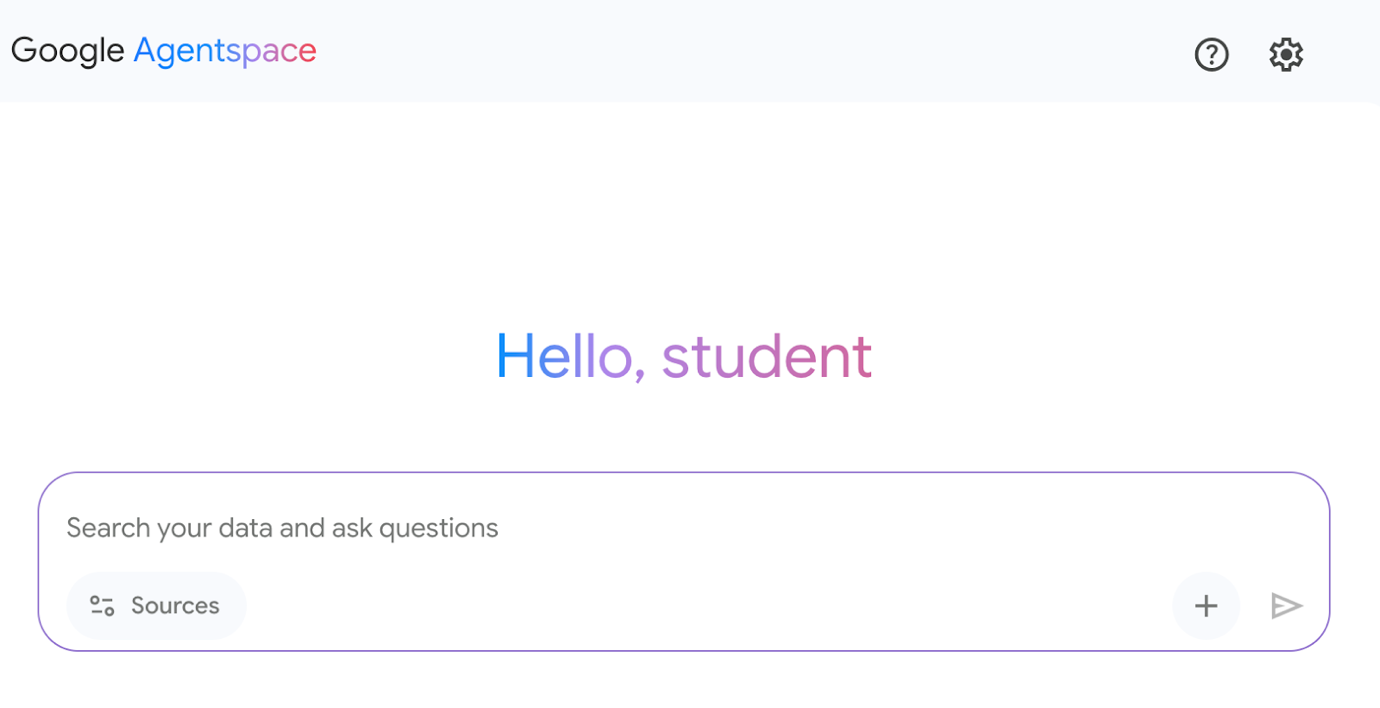 Google Agentspace
Hello, student
Search your data and ask questions
Sources